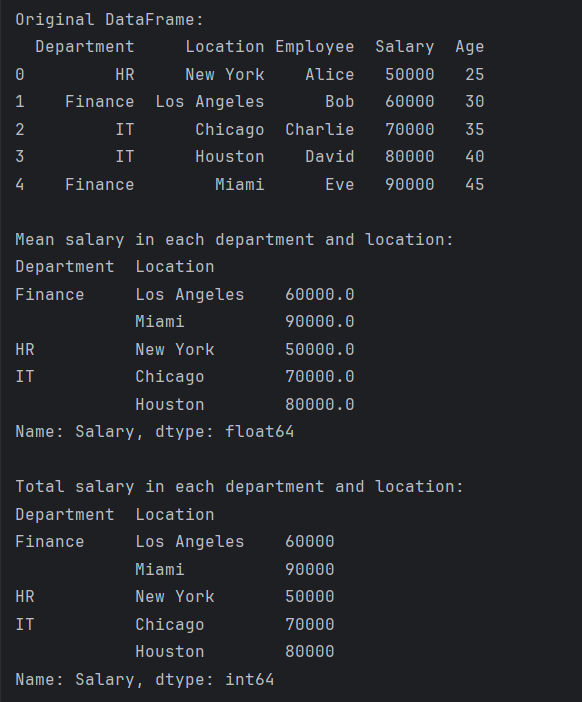 Original DataFrame:
  Department     Location Employee  Salary  Age
0         HR     New York    Alice   50000   25
1    Finance  Los Angeles      Bob   60000   30
2         IT      Chicago  Charlie   70000   35
3         IT      Houston    David   80000   40
4    Finance        Miami      Eve   90000   45

Mean salary in each department and location:
Department  Location
Finance     Los Angeles    60000.0
            Miami          90000.0
HR          New York       50000.0
IT          Chicago        70000.0
            Houston        80000.0
Name: Salary, dtype: float64

Total salary in each department and location:
Department  Location
Finance     Los Angeles    60000
            Miami          90000
HR          New York       50000
IT          Chicago        70000
            Houston        80000
Name: Salary, dtype: int64